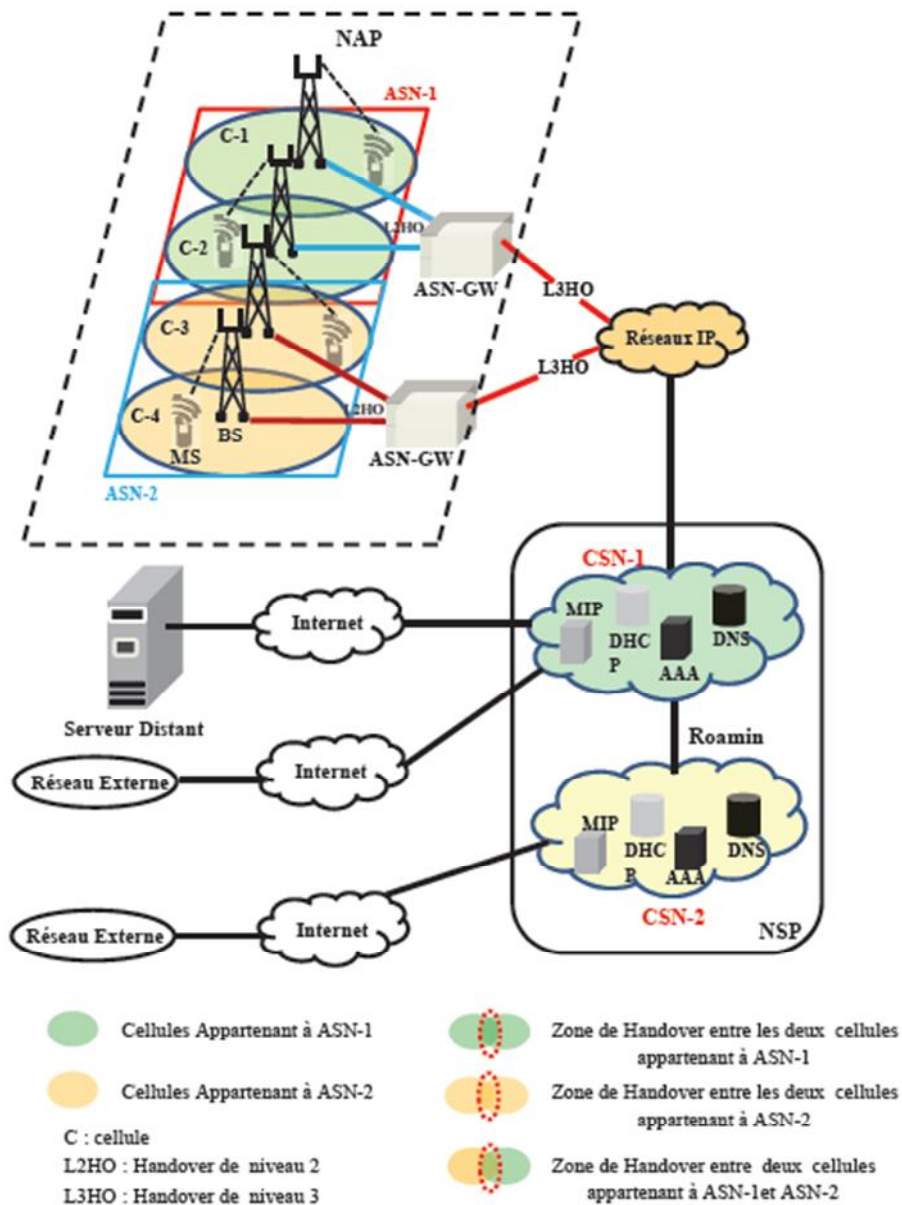 NAP
ASN-1
C-1
C-2
L2HO
ASN-GW
L3HO
Réseaux IP
C-3
L3HO
C-4
L2HO
BS
MS
ASN-GW
ASN-2
CSN-1
MIP
DHC
P
AAA
DNS
Internet
Serveur Distant
Roamin
Réseau Externe
Internet
MIP
DHC
P
AAA
DNS
CSN-2
Réseau Externe
Internet
NSP
Cellules Appartenant à ASN-1
Cellules Appartenant à ASN-2
C : cellule
L2HO : Handover de niveau 2
L3HO : Handover de niveau 3
Zone de Handover entre les deux cellules
appartenant à ASN-1
Zone de Handover entre les deux cellules
appartenant à ASN-2
Zone de Handover entre deux cellules
appartenant à ASN-1et ASN-2